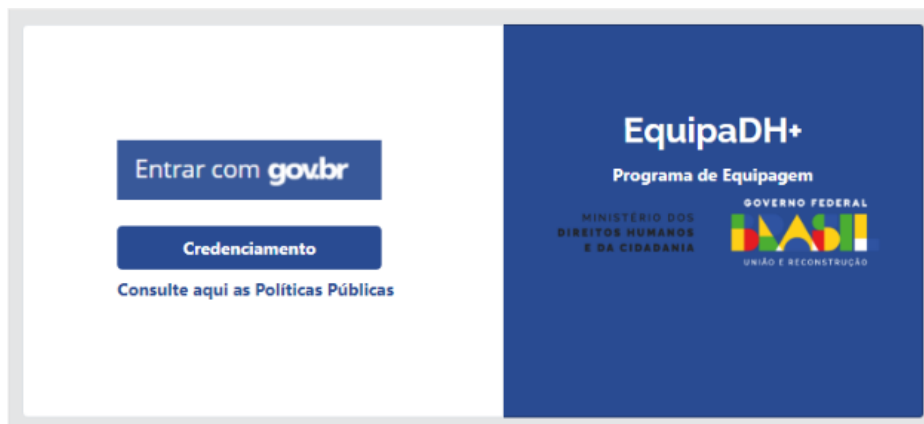 Entrar com gov.br
Credenciamento
Consulte aqui as Políticas Públicas
EquipaDH+
Programa de Equipagem
MINISTÉRIO DOS
DIREITOS HUMANOS
E DA CIDADANIA
GOVERNO FEDERAL
BRASIL
UNIÃO E RECONSTRUÇÃO